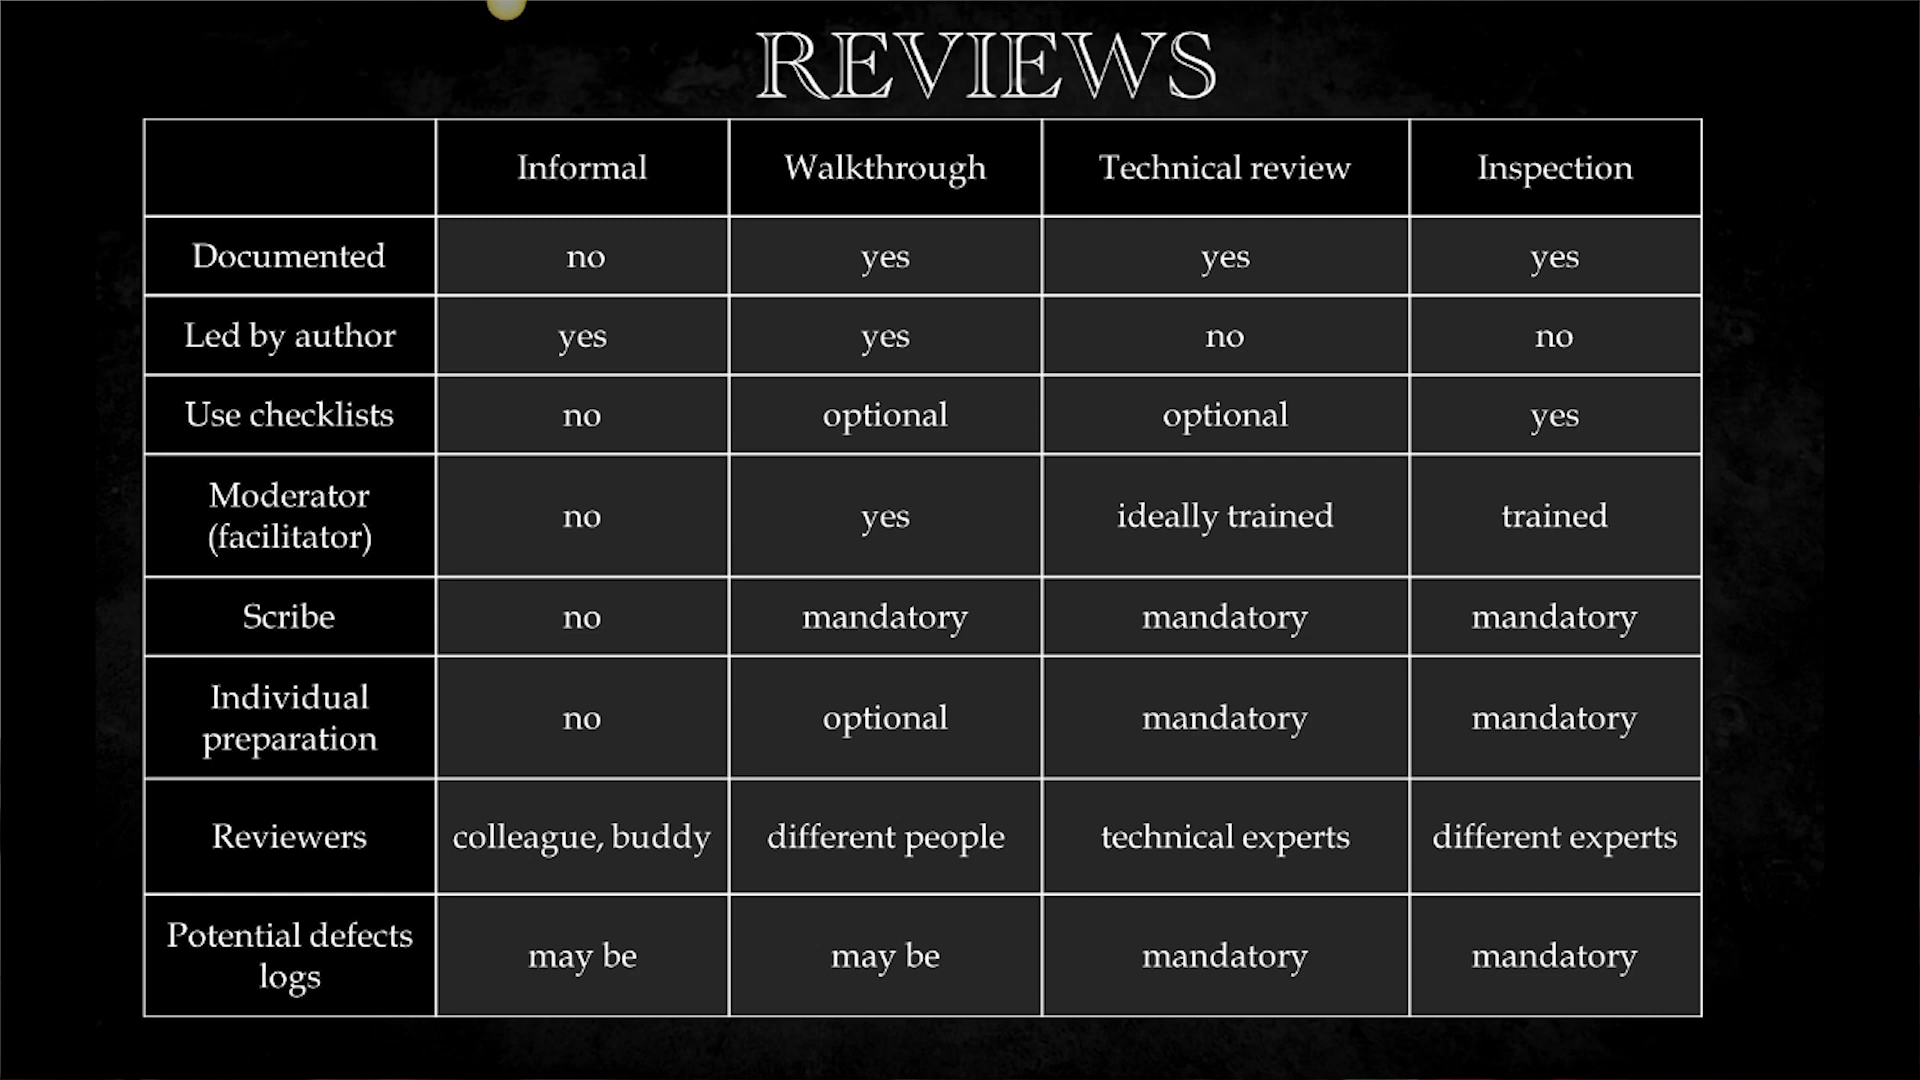 REVIEWS
Informal Walkthrough Technical review Inspection
Documented no yes yes yes
Led by author yes yes no no
Use checklists no optional optional yes
Moderator
(facilitator) no yes ideally trained trained
Scribe no mandatory mandatory mandatory
Individual
preparation no optional mandatory mandatory
Reviewers colleague, buddy different people technical experts different experts
Potential defects
logs may be may be mandatory mandatory